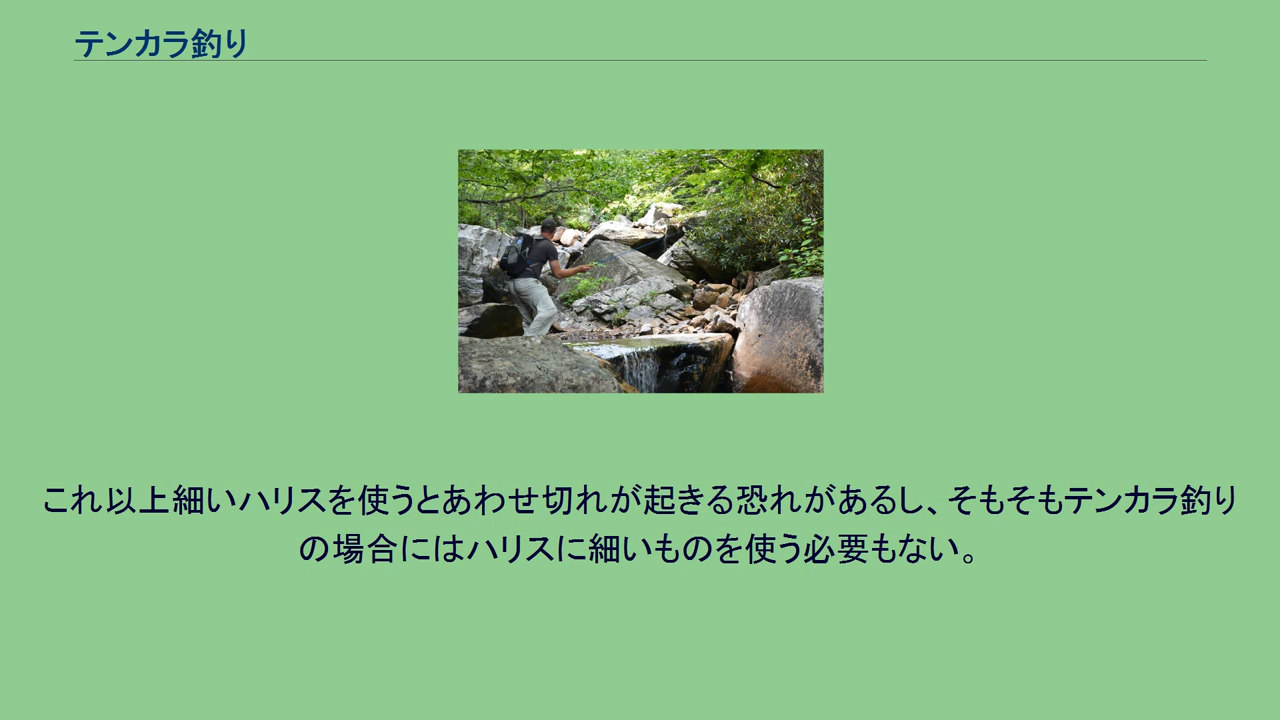 テンカラ釣り
これ以上細いハリスを使うとあわせ切れが起きる恐れがあるし、そもそもテンカラ釣り
の場合にはハリスに細いものを使う必要もない。